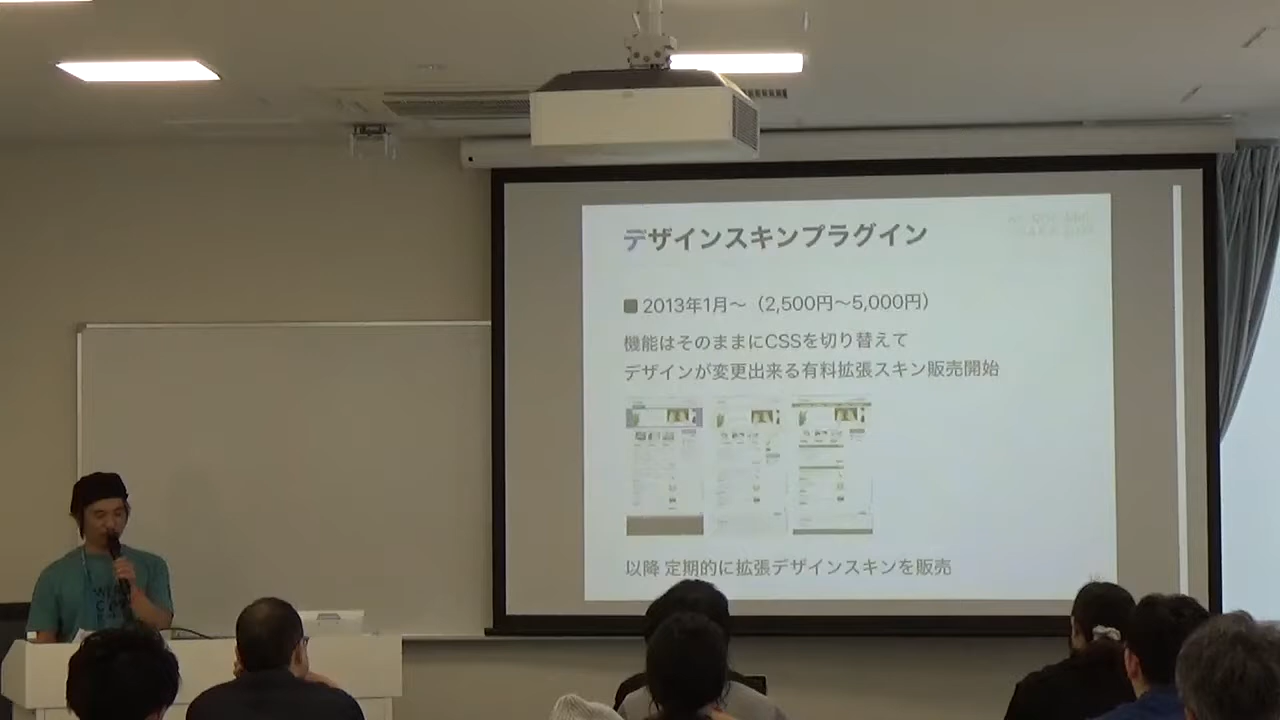 デザインスキンプラグイン
2013年1月〜（2,500円〜5,000円）
機能はそのままにCSSを切り替えて
デザインが変更出来る有料拡張スキン販売開始
以降 定期的に拡張デザインスキンを販売